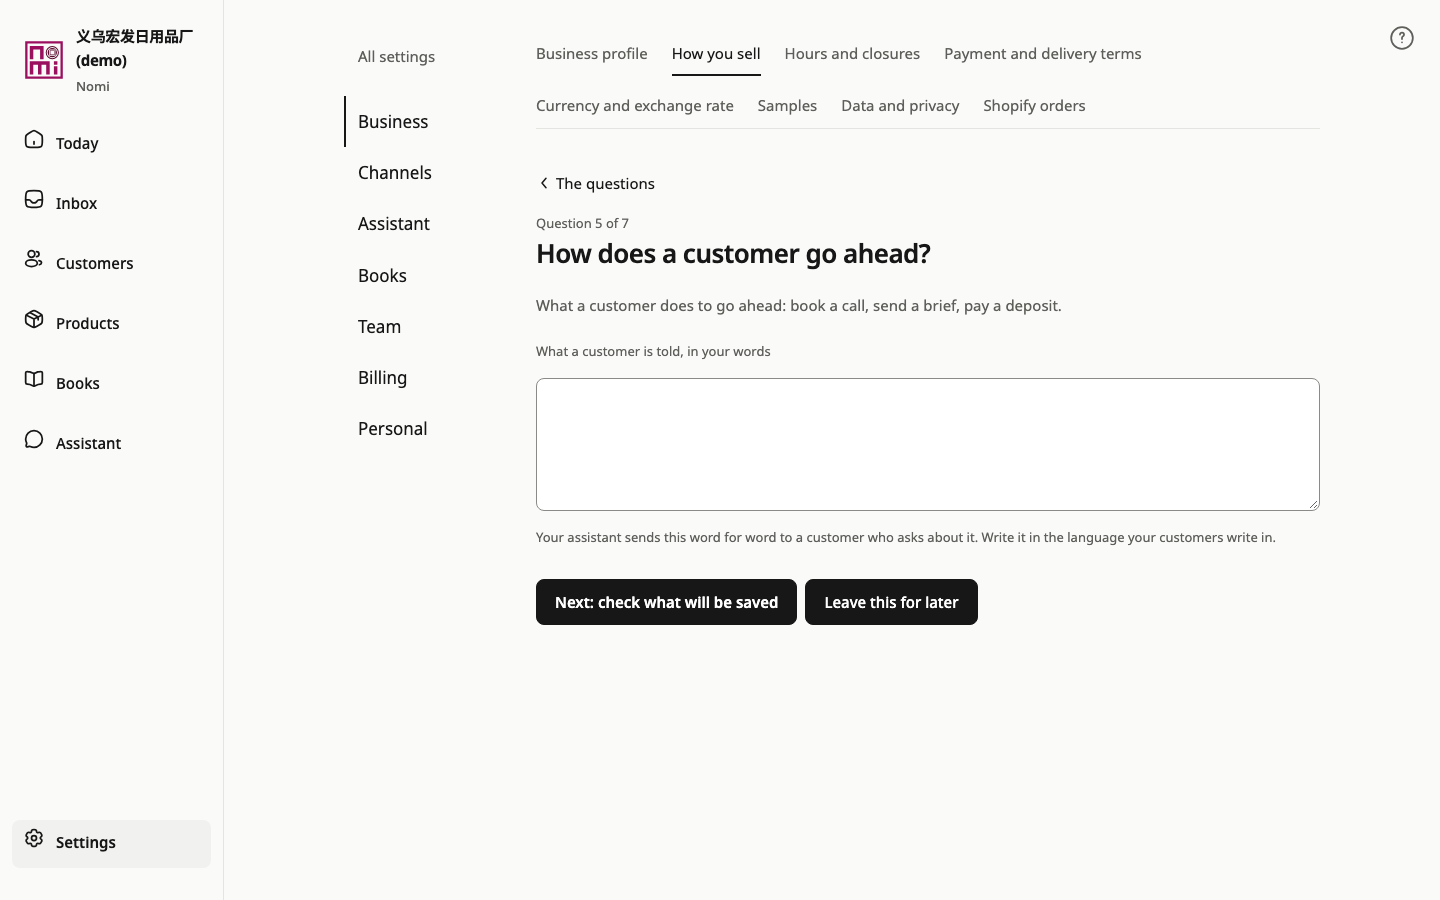 义乌宏发日用品厂
(demo)
Nomi
Today
Inbox
Customers
Products
Books
Assistant
Settings
All settings
Business
Channels
Assistant
Books
Team
Billing
Personal
Business profile How you sell Hours and closures Payment and delivery terms
Currency and exchange rate Samples Data and privacy Shopify orders
The questions
Question 5 of 7
How does a customer go ahead?
What a customer does to go ahead: book a call, send a brief, pay a deposit.
What a customer is told, in your words
Your assistant sends this word for word to a customer who asks about it. Write it in the language your customers write in.
Next: check what will be saved Leave this for later